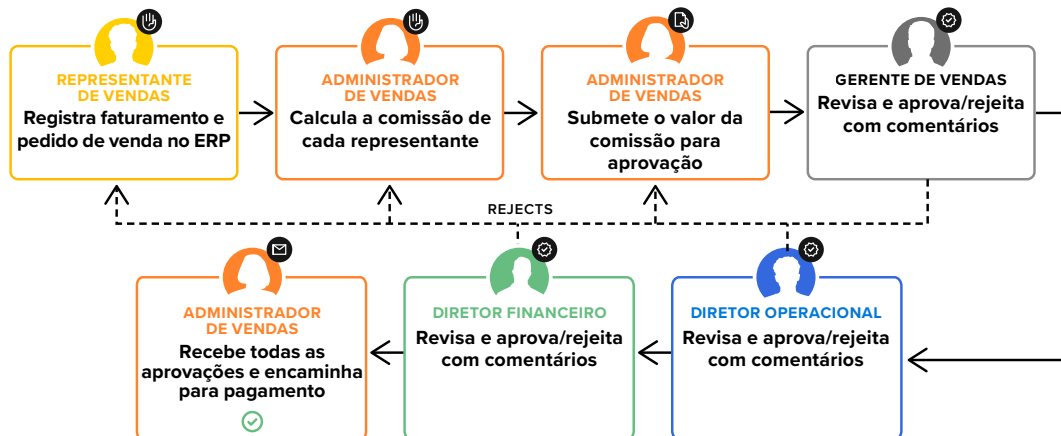 REPRESENTANTE
DE VENDAS
Registra faturamento e
pedido de venda no ERP
ADMINISTRADOR
DE VENDAS
Calcula a comissão de
cada representante
ADMINISTRADOR
DE VENDAS
Submete o valor da
comissão para
aprovação
GERENTE DE VENDAS
Revisa e aprova/rejeita
com comentários
REJECTS
ADMINISTRADOR
DE VENDAS
Recebe todas as
aprovações e encaminha
para pagamento
DIRETOR FINANCEIRO
Revisa e aprova/rejeita
com comentários
DIRETOR OPERACIONAL
Revisa e aprova/rejeita
com comentários